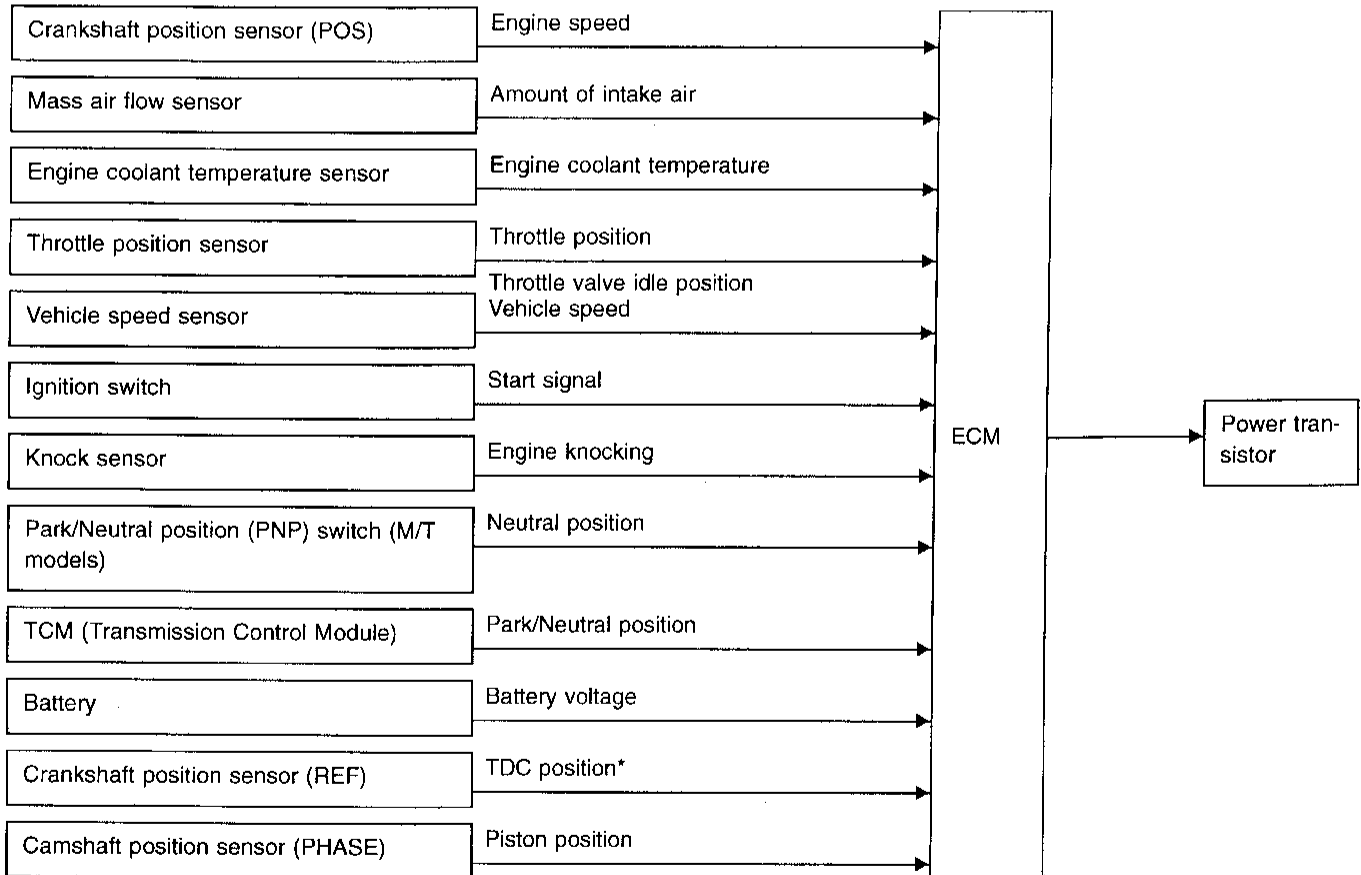 Crankshaft position sensor (POS)
Engine speed
Mass air flow sensor
Amount of intake air
Engine coolant temperature sensor
Engine coolant temperature
Throttle position sensor
Throttle position
Throttle valve idle position
Vehicle speed sensor
Vehicle speed
Ignition switch
Start signal
Knock sensor
Engine knocking
Park/Neutral position (PNP) switch (M/T
models)
Neutral position
TCM (Transmission Control Module)
Park/Neutral position
Battery
Battery voltage
Crankshaft position sensor (REF)
TDC position*
Camshaft position sensor (PHASE)
Piston position
ECM
Power tran-
sistor